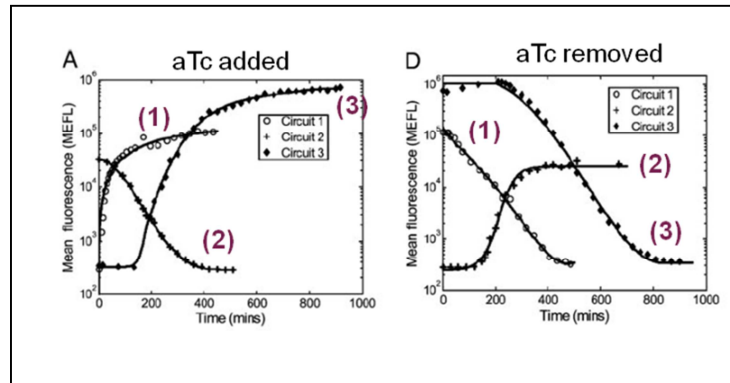 A
aTc added
Mean fluorescence (MEFL)
10^6
10^5
10^4
10^3
10^2
(1)
(2)
(3)
Circuit 1
Circuit 2
Circuit 3
0
200
400
600
800
1000
Time (mins)
D
aTc removed
Mean fluorescence (MEFL)
10^6
10^5
10^4
10^3
10^2
(1)
(2)
(3)
Circuit 1
Circuit 2
Circuit 3
0
200
400
600
800
1000
Time (mins)